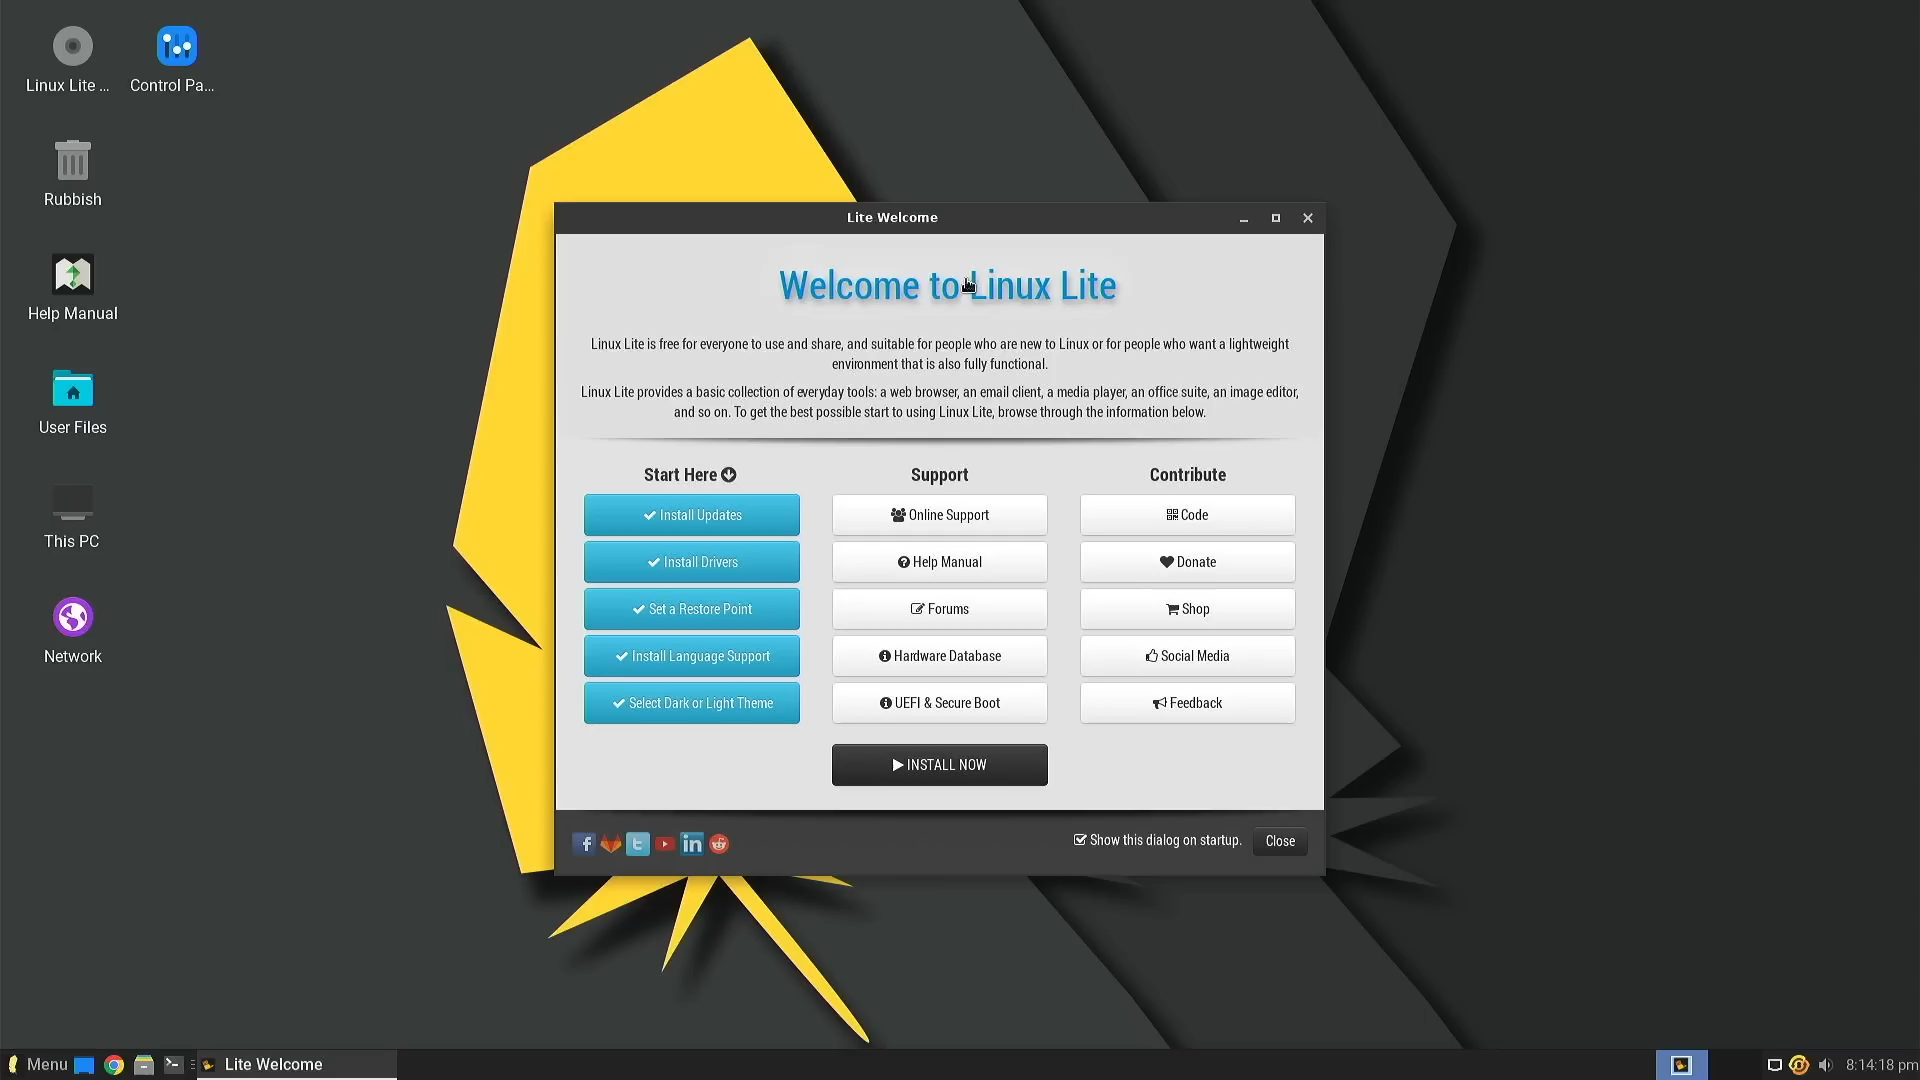 Linux Lite ...
Control Pa...
Rubbish
Help Manual
User Files
This PC
Network
Lite Welcome
Welcome to Linux Lite
Linux Lite is free for everyone to use and share, and suitable for people who are new to Linux or for people who want a lightweight
environment that is also fully functional.
Linux Lite provides a basic collection of everyday tools: a web browser, an email client, a media player, an office suite, an image editor,
and so on. To get the best possible start to using Linux Lite, browse through the information below.
Start Here
Install Updates
Install Drivers
Set a Restore Point
Install Language Support
Select Dark or Light Theme
Support
Online Support
Help Manual
Forums
Hardware Database
UEFI & Secure Boot
Contribute
Code
Donate
Shop
Social Media
Feedback
INSTALL NOW
Show this dialog on startup.
Close
Menu
Lite Welcome
8:14:18 pm